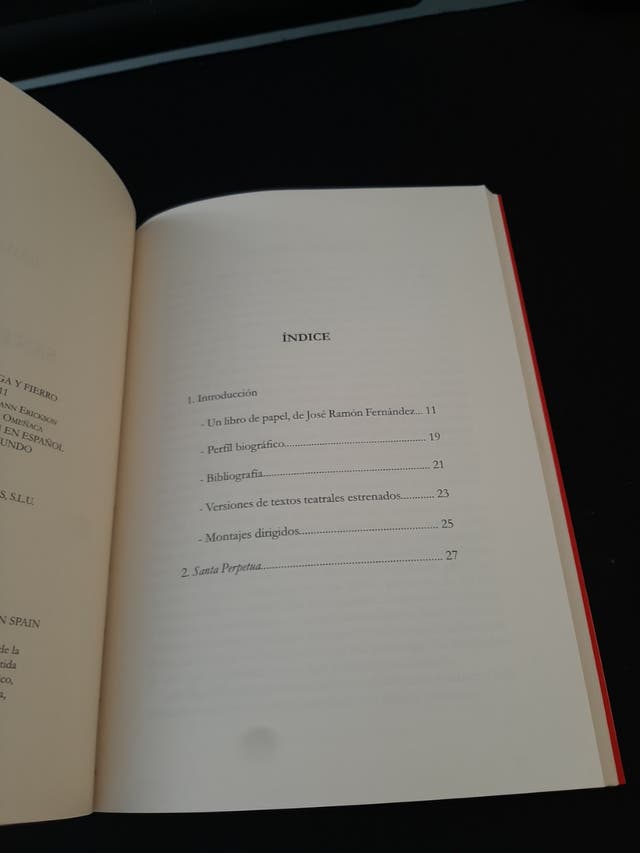 GA Y FIERRO
11
ANN ERICKSON
OMEÑACA
EN ESPAÑOL
UNDO
S, S.L.U.
N SPAIN
de la
tida
co,
a,
ÍNDICE
1. Introducción
- Un libro de papel, de José Ramón Fernández... 11
- Perfil biográfico................................................ 19
- Bibliografía......................................................... 21
- Versiones de textos teatrales estrenados........... 23
- Montajes dirigidos.............................................. 25
2. Santa Perpetua............................................................. 27